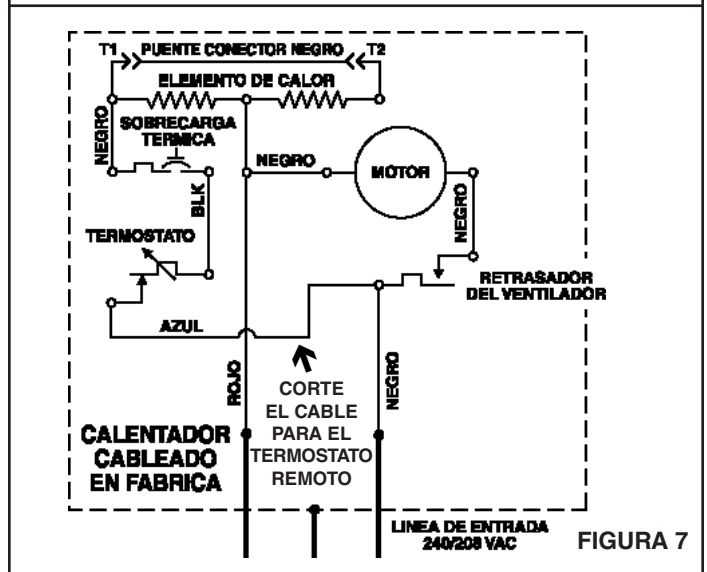 T1 PUENTE CONECTOR NEGRO T2
ELEMENTO DE CALOR
NEGRO
SOBRECARGA
TERMICA
NEGRO
MOTOR
NEGRO
BLK
TERMOSTATO
RETRASADOR
DEL VENTILADOR
AZUL
ROJO
NEGRO
CORTE
EL CABLE
PARA EL
TERMOSTATO
REMOTO
CALENTADOR
CABLEADO
EN FABRICA
LINEA DE ENTRADA
240/208 VAC
FIGURA 7